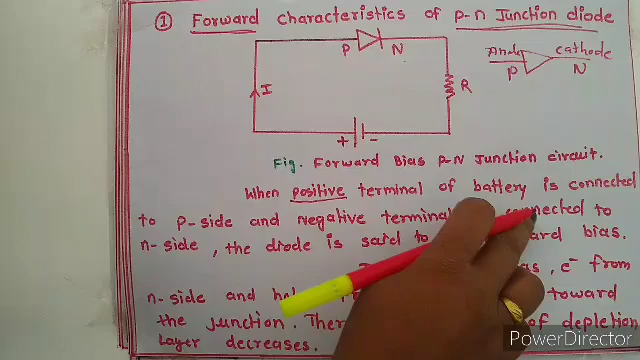 ① Forward characteristics of p-n Junction diode
P N
Anode cathode
P N
I
R
+ -
Fig. Forward Bias P-N Junction circuit.
When positive terminal of battery is connected
to p-side and negative terminal connected to
n-side, the diode is said to bias.
e⁻ from
n-side and toward
the junction. of depletion
Layer decreases.
PowerDirector